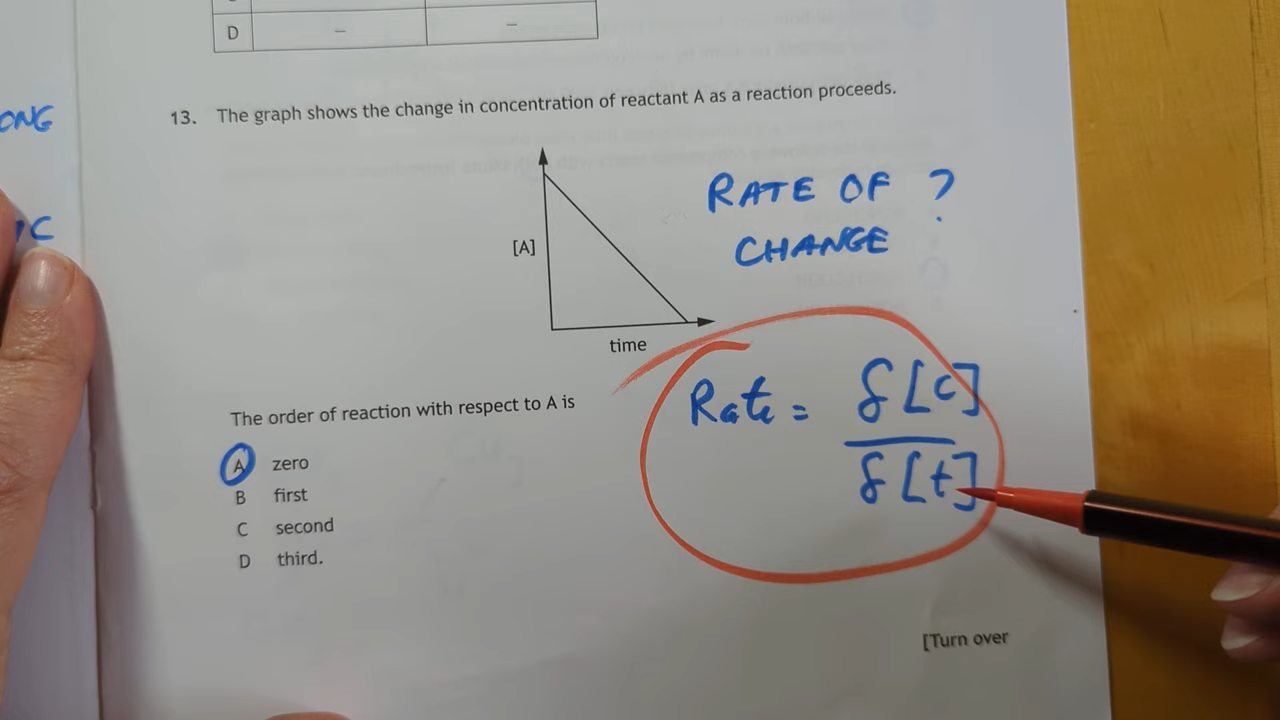 D – –
ONG
13. The graph shows the change in concentration of reactant A as a reaction proceeds.
RATE OF ?
CHANGE
[A]
C
time
Rate = δ[c]
δ[t]
The order of reaction with respect to A is
A zero
B first
C second
D third.
[Turn over